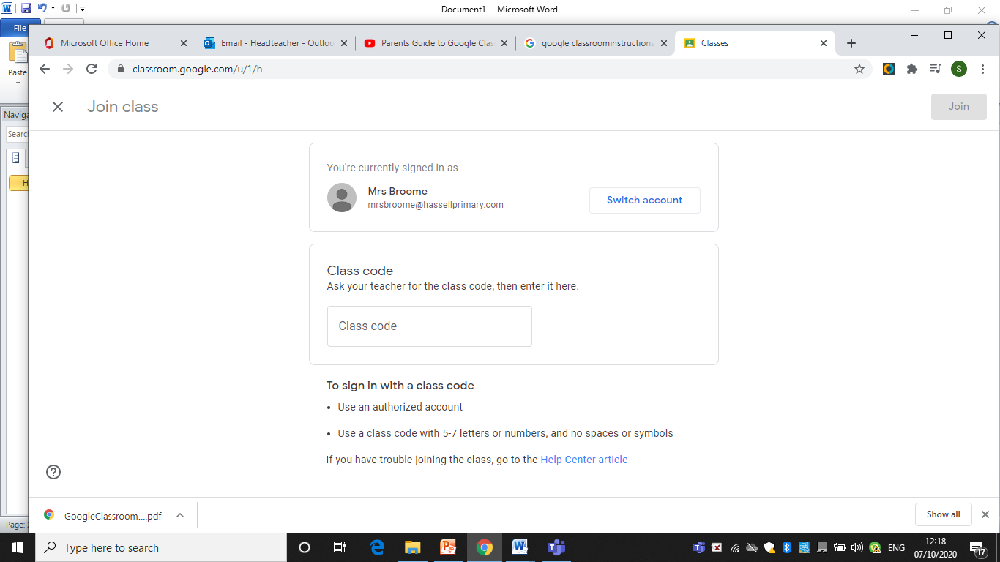 Document1 - Microsoft Word
File
Microsoft Office Home
Email - Headteacher - Outloo
Parents Guide to Google Clas
google classroominstructions
Classes
Paste
classroom.google.com/u/1/h
S
Join class
Join
Naviga
Searc
H
You're currently signed in as
Mrs Broome
mrsbroome@hassellprimary.com
Switch account
Class code
Ask your teacher for the class code, then enter it here.
Class code
To sign in with a class code
• Use an authorized account
• Use a class code with 5-7 letters or numbers, and no spaces or symbols
If you have trouble joining the class, go to the Help Center article
GoogleClassroom....pdf
Show all
Page:
Type here to search
ENG
12:18
07/10/2020
17